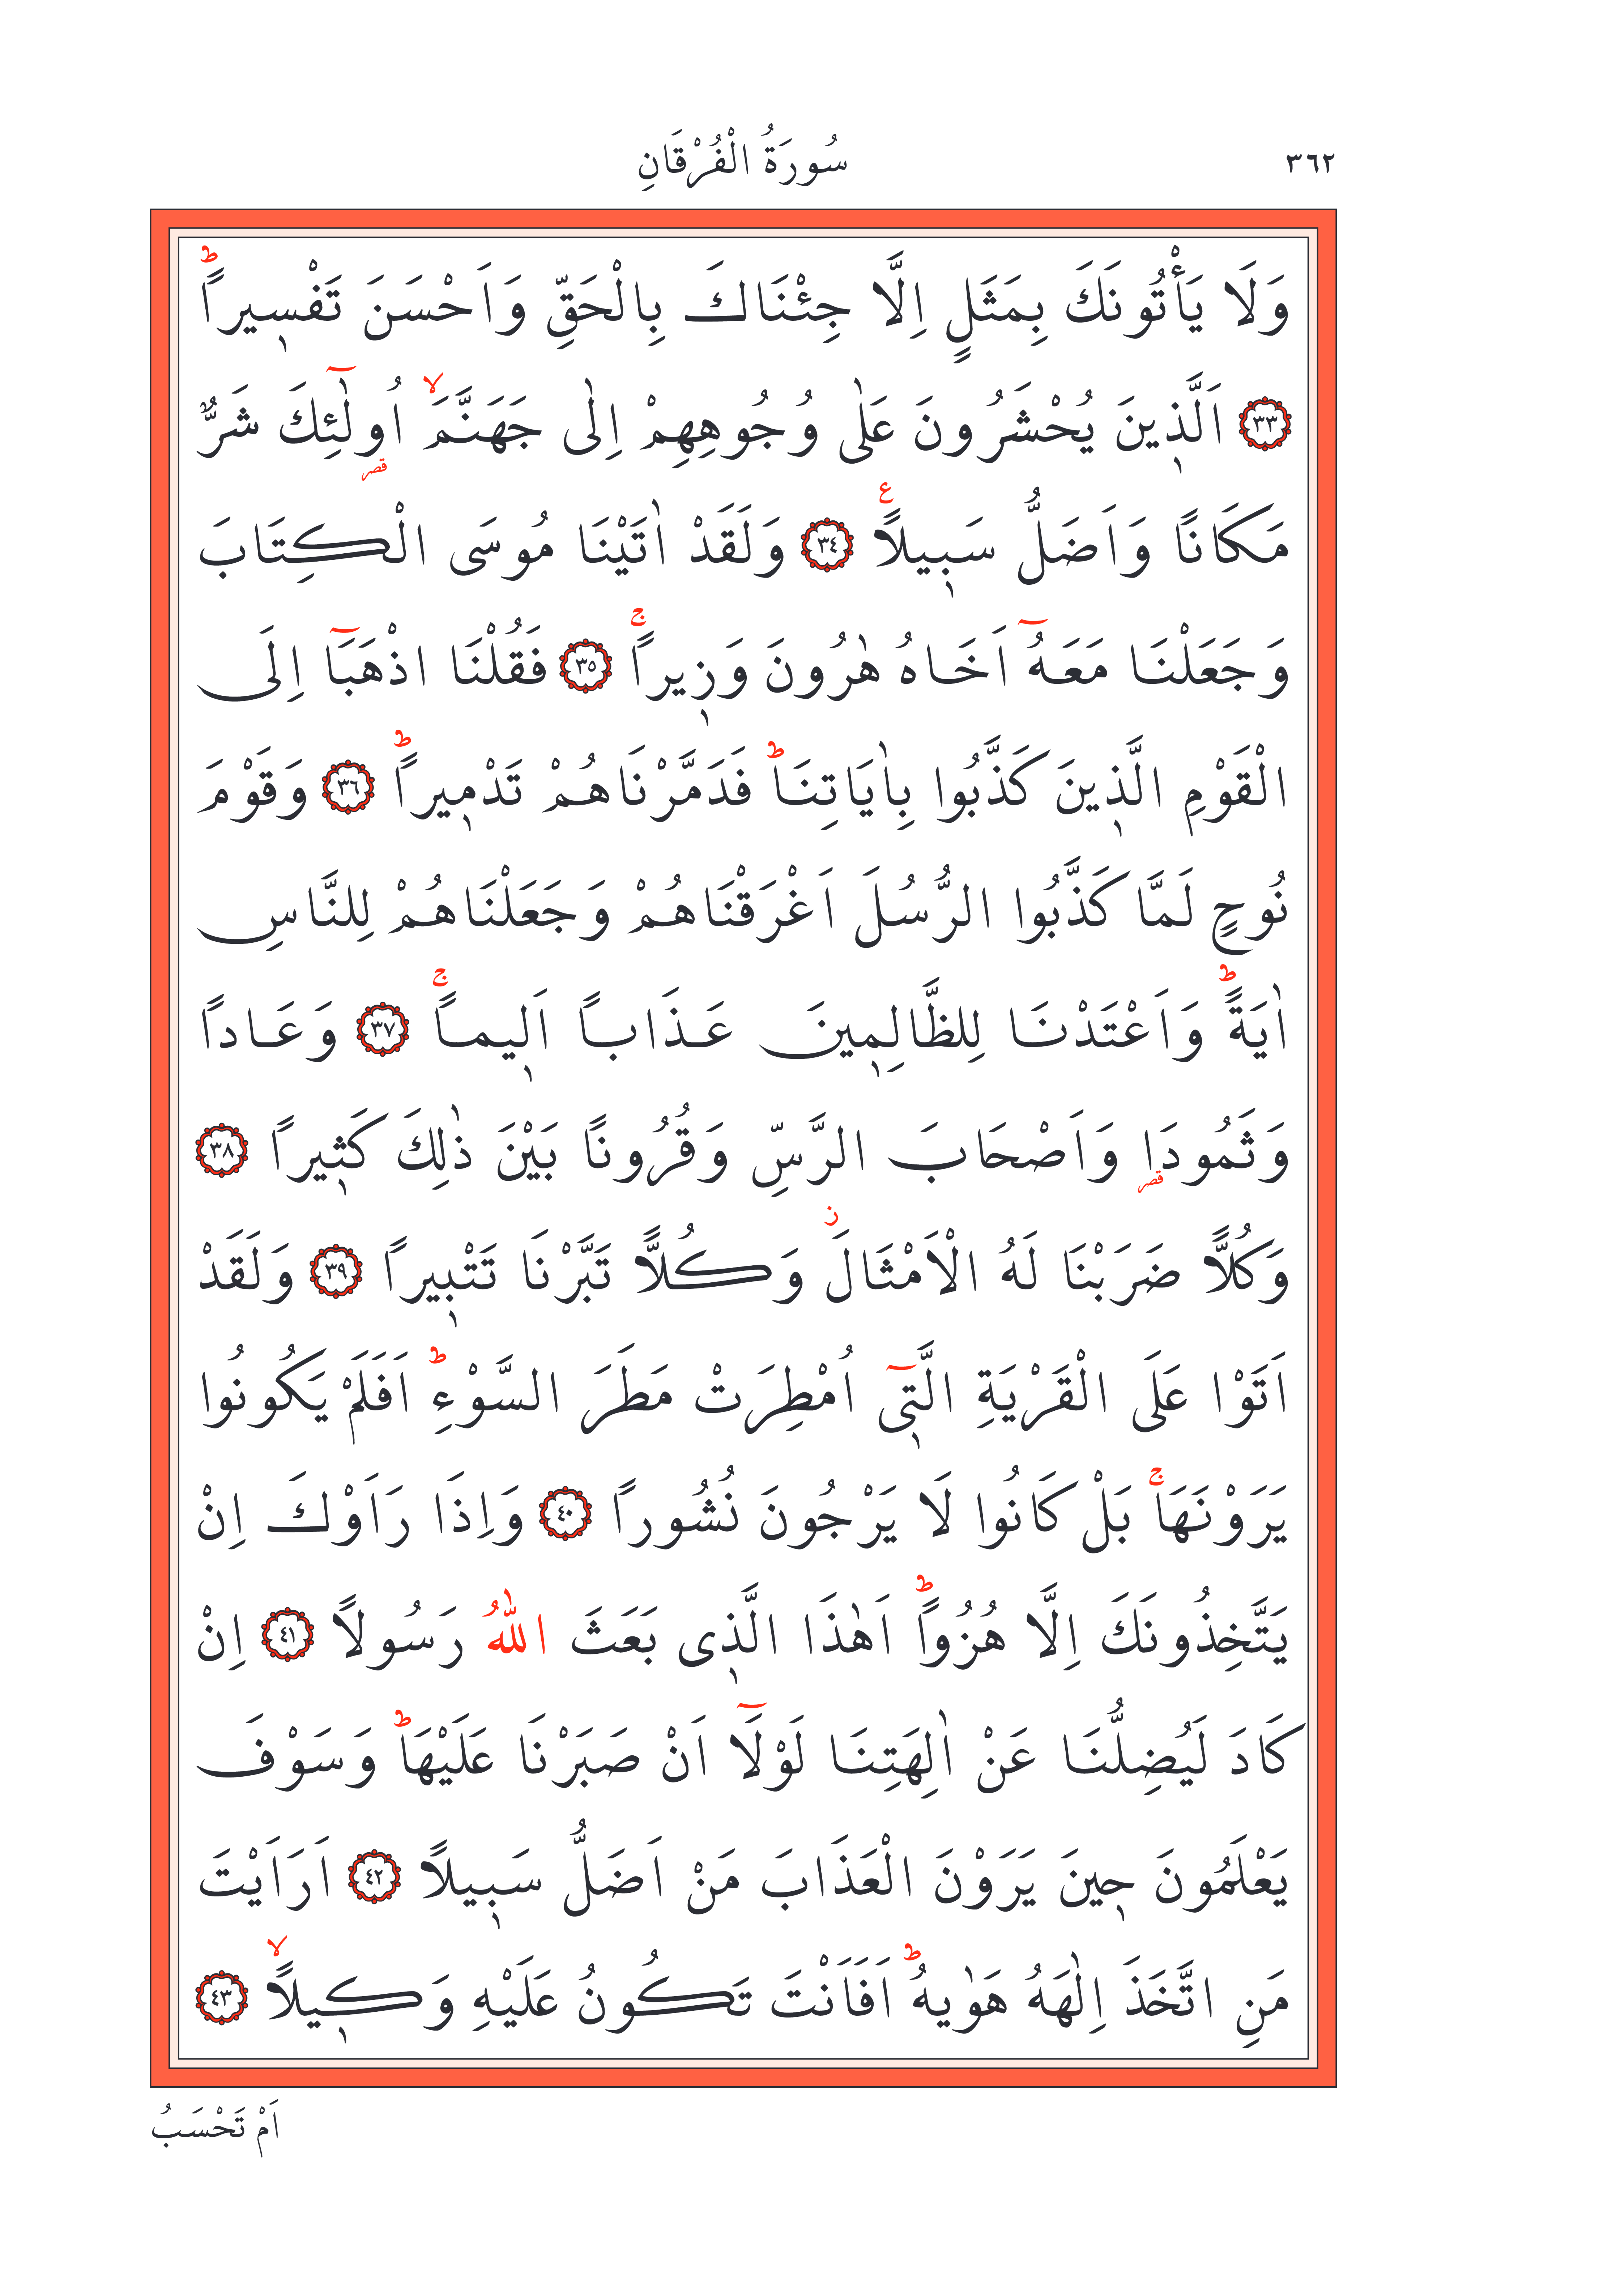 سُورَةُ الْفُرْقَانِ ٣٦٢
وَلَا يَأْتُونَكَ بِمَثَلٍ اِلَّا جِئْنَاكَ بِالْحَقِّ وَاَحْسَنَ تَفْسٖيراًؕ
﴿٣٣﴾ اَلَّذٖينَ يُحْشَرُونَ عَلٰى وُجُوهِهِمْ اِلٰى جَهَنَّمَۙ اُو۬لٰٓئِكَ شَرٌّ
مَكَاناً وَاَضَلُّ سَبٖيلاًࣖ ﴿٣٤﴾ وَلَقَدْ اٰتَيْنَا مُوسَى الْكِتَابَ
وَجَعَلْنَا مَعَهُٓ اَخَاهُ هٰرُونَ وَزٖيراًۚ ﴿٣٥﴾ فَقُلْنَا اذْهَبَٓا اِلَى
الْقَوْمِ الَّذٖينَ كَذَّبُوا بِاٰيَاتِنَاؕ فَدَمَّرْنَاهُمْ تَدْمٖيراًؕ ﴿٣٦﴾ وَقَوْمَ
نُوحٍ لَمَّا كَذَّبُوا الرُّسُلَ اَغْرَقْنَاهُمْ وَجَعَلْنَاهُمْ لِلنَّاسِ
اٰيَةًؕ وَاَعْتَدْنَا لِلظَّالِمٖينَ عَذَاباً اَلٖيماًۚ ﴿٣٧﴾ وَعَاداً
وَثَمُودَا۬ وَاَصْحَابَ الرَّسِّ وَقُرُوناً بَيْنَ ذٰلِكَ كَثٖيراً ﴿٣٨﴾
وَكُلاًّ ضَرَبْنَا لَهُ الْاَمْثَالَؗ وَكُلاًّ تَبَّرْنَا تَتْبٖيراً ﴿٣٩﴾ وَلَقَدْ
اَتَوْا عَلَى الْقَرْيَةِ الَّتٖٓى اُمْطِرَتْ مَطَرَ السَّوْءِؕ اَفَلَمْ يَكُونُوا
يَرَوْنَهَاۚ بَلْ كَانُوا لَا يَرْجُونَ نُشُوراً ﴿٤٠﴾ وَاِذَا رَاَوْكَ اِنْ
يَتَّخِذُونَكَ اِلَّا هُزُواًؕ اَهٰذَا الَّذٖى بَعَثَ اللّٰهُ رَسُولاً ﴿٤١﴾ اِنْ
كَادَ لَيُضِلُّنَا عَنْ اٰلِهَتِنَا لَوْلَٓا اَنْ صَبَرْنَا عَلَيْهَاؕ وَسَوْفَ
يَعْلَمُونَ حٖينَ يَرَوْنَ الْعَذَابَ مَنْ اَضَلُّ سَبٖيلاً ﴿٤٢﴾ اَرَاَيْتَ
مَنِ اتَّخَذَ اِلٰهَهُ هَوٰيهُؕ اَفَاَنْتَ تَكُونُ عَلَيْهِ وَكٖيلاًۙ ﴿٤٣﴾
اَمْ تَحْسَبُ